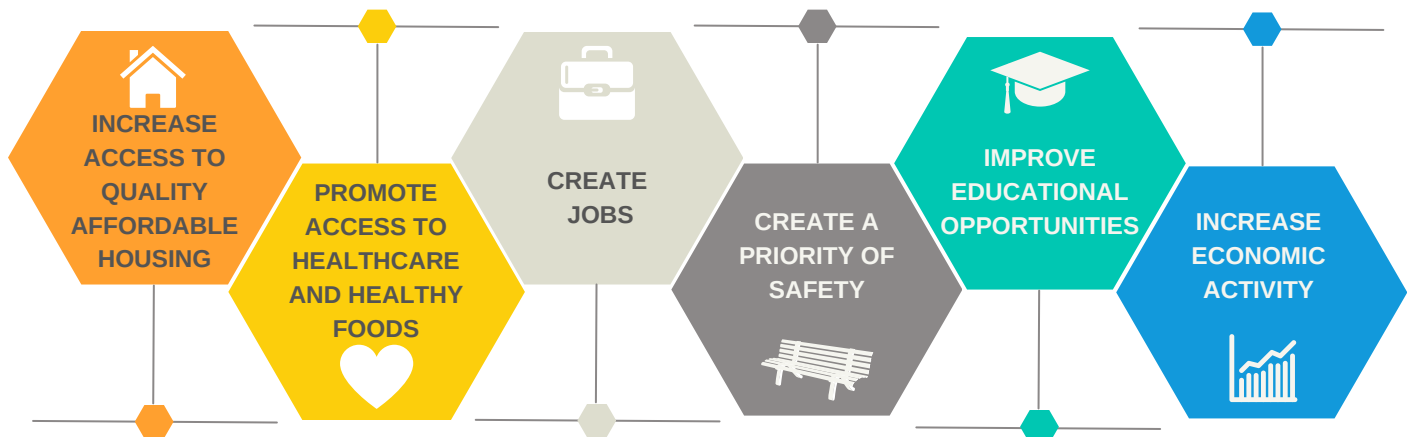 INCREASE
ACCESS TO
QUALITY
AFFORDABLE
HOUSING
PROMOTE
ACCESS TO
HEALTHCARE
AND HEALTHY
FOODS
CREATE
JOBS
CREATE A
PRIORITY OF
SAFETY
IMPROVE
EDUCATIONAL
OPPORTUNITIES
INCREASE
ECONOMIC
ACTIVITY